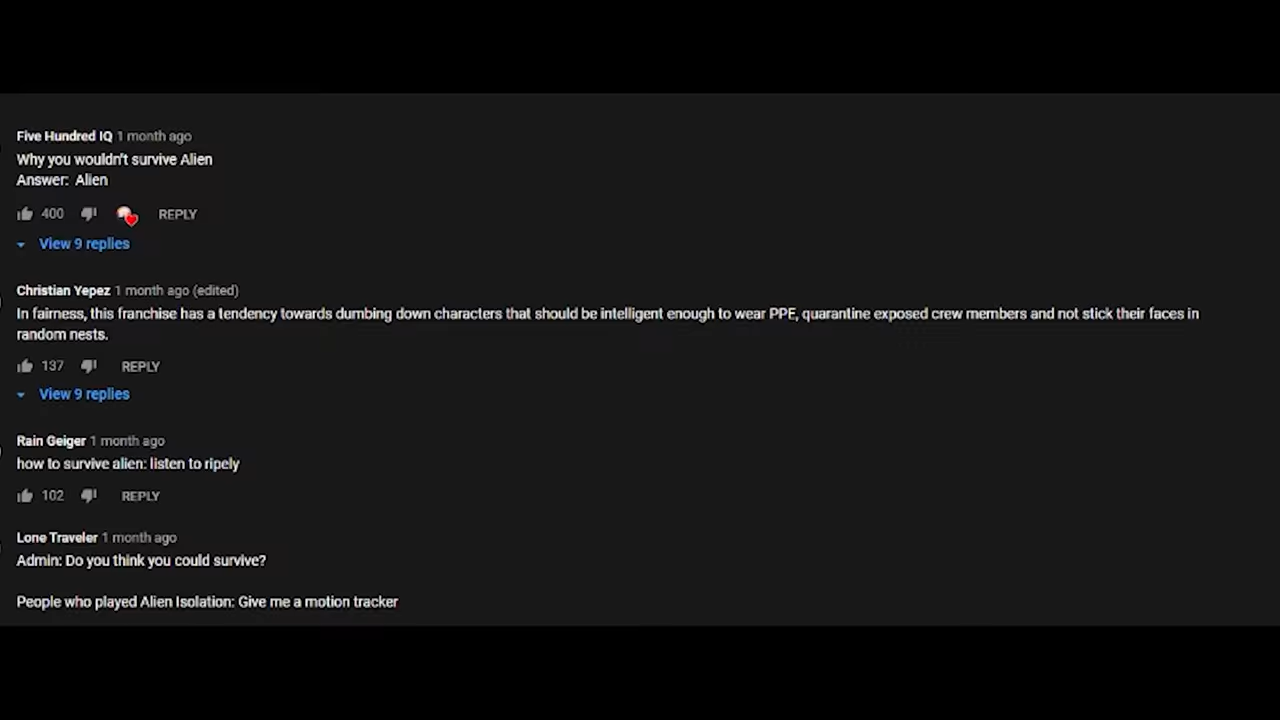 Five Hundred IQ 1 month ago
Why you wouldn't survive Alien
Answer: Alien
400 REPLY
View 9 replies
Christian Yepez 1 month ago (edited)
In fairness, this franchise has a tendency towards dumbing down characters that should be intelligent enough to wear PPE, quarantine exposed crew members and not stick their faces in
random nests.
137 REPLY
View 9 replies
Rain Geiger 1 month ago
how to survive alien: listen to ripely
102 REPLY
Lone Traveler 1 month ago
Admin: Do you think you could survive?
People who played Alien Isolation: Give me a motion tracker